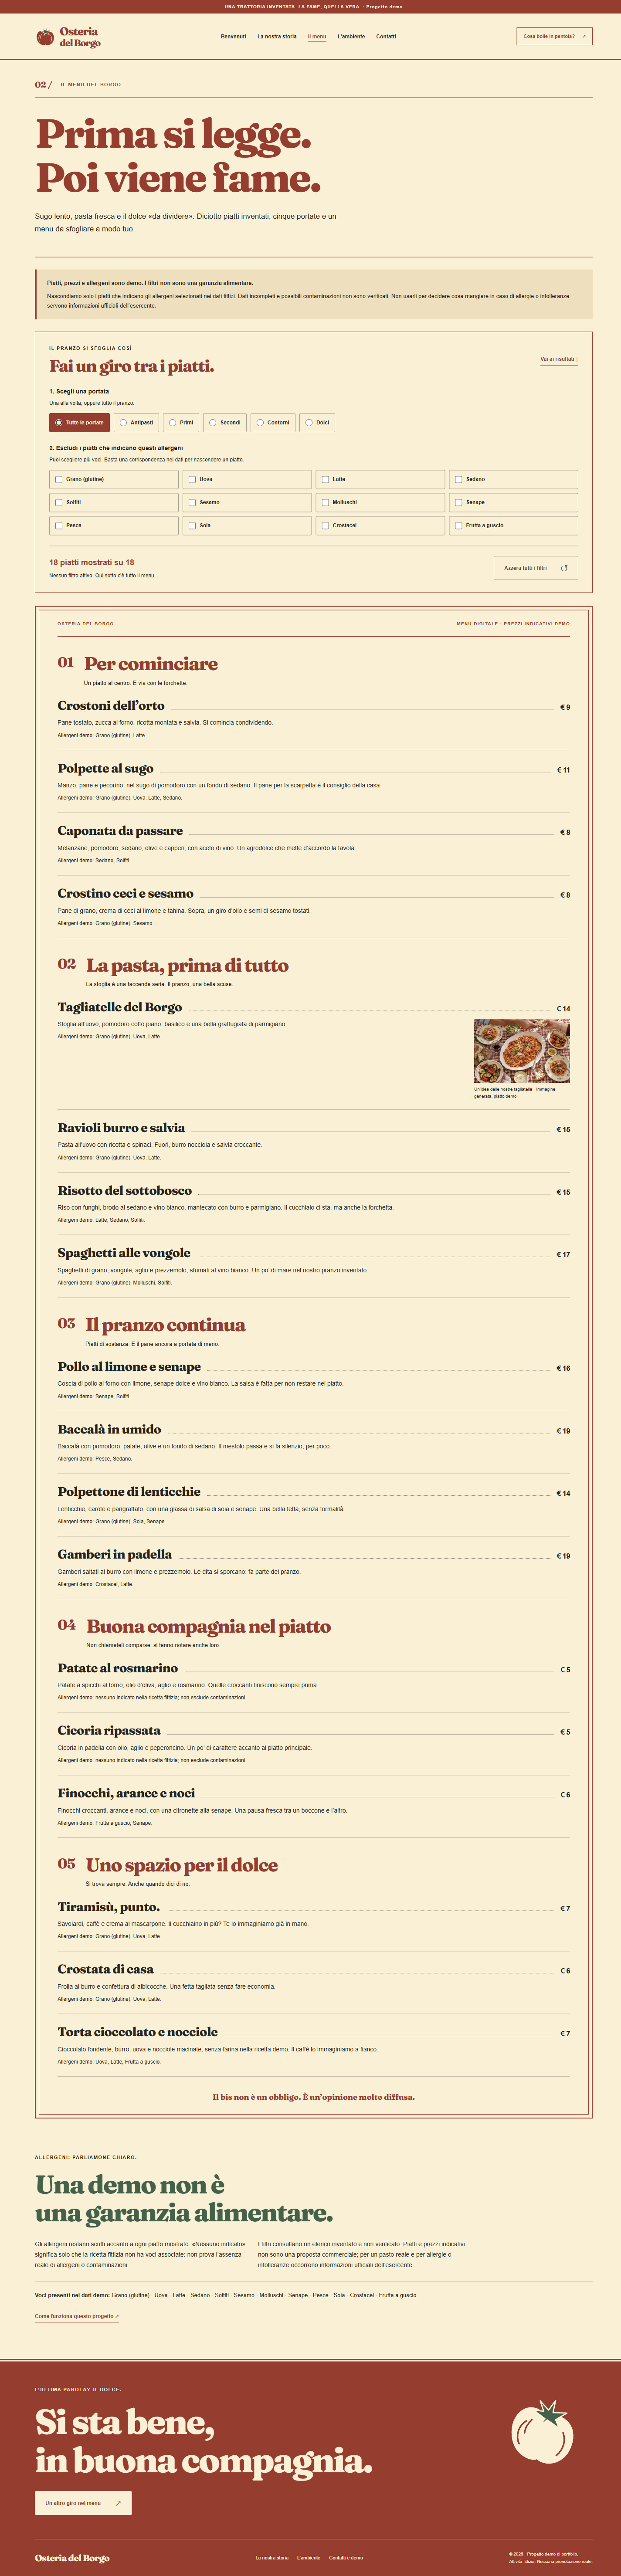 UNA TRATTORIA INVENTATA. LA FAME, QUELLA VERA. · Progetto demo
Osteria
del Borgo
Benvenuti
La nostra storia
Il menu
L'ambiente
Contatti
Cosa bolle in pentola? ↗
02 / IL MENU DEL BORGO
Prima si legge.
Poi viene fame.
Sugo lento, pasta fresca e il dolce «da dividere». Diciotto piatti inventati, cinque portate e un
menu da sfogliare a modo tuo.
Piatti, prezzi e allergeni sono demo. I filtri non sono una garanzia alimentare.
Nascondiamo solo i piatti che indicano gli allergeni selezionati nei dati fittizi. Dati incompleti e possibili contaminazioni non sono verificati. Non usarli per decidere cosa mangiare in caso di allergie o intolleranze:
servono informazioni ufficiali dell'esercente.
IL PRANZO SI SFOGLIA COSÌ
Fai un giro tra i piatti.
Vai ai risultati ↓
1. Scegli una portata
Una alla volta, oppure tutto il pranzo.
Tutte le portate
Antipasti
Primi
Secondi
Contorni
Dolci
2. Escludi i piatti che indicano questi allergeni
Puoi scegliere più voci. Basta una corrispondenza nei dati per nascondere un piatto.
Grano (glutine)
Uova
Latte
Sedano
Solfiti
Sesamo
Molluschi
Senape
Pesce
Soia
Crostacei
Frutta a guscio
18 piatti mostrati su 18
Nessun filtro attivo. Qui sotto c'è tutto il menu.
Azzera tutti i filtri
OSTERIA DEL BORGO
MENU DIGITALE · PREZZI INDICATIVI DEMO
01 Per cominciare
Un piatto al centro. E via con le forchette.
Crostoni dell'orto € 9
Pane tostato, zucca al forno, ricotta montata e salvia. Si comincia condividendo.
Allergeni demo: Grano (glutine), Latte.
Polpette al sugo € 11
Manzo, pane e pecorino, nel sugo di pomodoro con un fondo di sedano. Il pane per la scarpetta è il consiglio della casa.
Allergeni demo: Grano (glutine), Uova, Latte, Sedano.
Caponata da passare € 8
Melanzane, pomodoro, sedano, olive e capperi, con aceto di vino. Un agrodolce che mette d'accordo la tavola.
Allergeni demo: Sedano, Solfiti.
Crostino ceci e sesamo € 8
Pane di grano, crema di ceci al limone e tahina. Sopra, un giro d'olio e semi di sesamo tostati.
Allergeni demo: Grano (glutine), Sesamo.
02 La pasta, prima di tutto
La sfoglia è una faccenda seria. Il pranzo, una bella scusa.
Tagliatelle del Borgo € 14
Sfoglia all'uovo, pomodoro cotto piano, basilico e una bella grattugiata di parmigiano.
Allergeni demo: Grano (glutine), Uova, Latte.
Un'idea delle nostre tagliatelle · Immagine
generata, piatto demo
Ravioli burro e salvia € 15
Pasta all'uovo con ricotta e spinaci. Fuori, burro nocciola e salvia croccante.
Allergeni demo: Grano (glutine), Uova, Latte.
Risotto del sottobosco € 15
Riso con funghi, brodo al sedano e vino bianco, mantecato con burro e parmigiano. Il cucchiaio ci sta, ma anche la forchetta.
Allergeni demo: Latte, Sedano, Solfiti.
Spaghetti alle vongole € 17
Spaghetti di grano, vongole, aglio e prezzemolo, sfumati al vino bianco. Un po' di mare nel nostro pranzo inventato.
Allergeni demo: Grano (glutine), Molluschi, Solfiti.
03 Il pranzo continua
Piatti di sostanza. E il pane ancora a portata di mano.
Pollo al limone e senape € 16
Coscia di pollo al forno con limone, senape dolce e vino bianco. La salsa è fatta per non restare nel piatto.
Allergeni demo: Senape, Solfiti.
Baccalà in umido € 19
Baccalà con pomodoro, patate, olive e un fondo di sedano. Il mestolo passa e si fa silenzio, per poco.
Allergeni demo: Pesce, Sedano.
Polpettone di lenticchie € 14
Lenticchie, carote e pangrattato, con una glassa di salsa di soia e senape. Una bella fetta, senza formalità.
Allergeni demo: Grano (glutine), Soia, Senape.
Gamberi in padella € 19
Gamberi saltati al burro con limone e prezzemolo. Le dita si sporcano: fa parte del pranzo.
Allergeni demo: Crostacei, Latte.
04 Buona compagnia nel piatto
Non chiamateli comparse: si fanno notare anche loro.
Patate al rosmarino € 5
Patate a spicchi al forno, olio d'oliva, aglio e rosmarino. Quelle croccanti finiscono sempre prima.
Allergeni demo: nessuno indicato nella ricetta fittizia; non esclude contaminazioni.
Cicoria ripassata € 5
Cicoria in padella con olio, aglio e peperoncino. Un po' di carattere accanto al piatto principale.
Allergeni demo: nessuno indicato nella ricetta fittizia; non esclude contaminazioni.
Finocchi, arance e noci € 6
Finocchi croccanti, arance e noci, con una citronette alla senape. Una pausa fresca tra un boccone e l'altro.
Allergeni demo: Frutta a guscio, Senape.
05 Uno spazio per il dolce
Si trova sempre. Anche quando dici di no.
Tiramisù, punto. € 7
Savoiardi, caffè e crema al mascarpone. Il cucchiaino in più? Te lo immaginiamo già in mano.
Allergeni demo: Grano (glutine), Uova, Latte.
Crostata di casa € 6
Frolla al burro e confettura di albicocche. Una fetta tagliata senza fare economia.
Allergeni demo: Grano (glutine), Uova, Latte.
Torta cioccolato e nocciole € 7
Cioccolato fondente, burro, uova e nocciole macinate, senza farina nella ricetta demo. Il caffè lo immaginiamo a fianco.
Allergeni demo: Uova, Latte, Frutta a guscio.
Il bis non è un obbligo. È un'opinione molto diffusa.
ALLERGENI: PARLIAMONE CHIARO.
Una demo non è
una garanzia alimentare.
Gli allergeni restano scritti accanto a ogni piatto mostrato. «Nessuno indicato»
significa solo che la ricetta fittizia non ha voci associate: non prova l'assenza
reale di allergeni o contaminazioni.
I filtri consultano un elenco inventato e non verificato. Piatti e prezzi indicativi
non sono una proposta commerciale; per un pasto reale e per allergie o
intolleranze occorrono informazioni ufficiali dell'esercente.
Voci presenti nei dati demo: Grano (glutine) · Uova · Latte · Sedano · Solfiti · Sesamo · Molluschi · Senape · Pesce · Soia · Crostacei · Frutta a guscio.
Come funziona questo progetto ↗
L'ULTIMA PAROLA? IL DOLCE.
Si sta bene,
in buona compagnia.
Un altro giro nel menu ↗
Osteria del Borgo
La nostra storia
L'ambiente
Contatti e demo
© 2026 · Progetto demo di portfolio.
Attività fittizia. Nessuna prenotazione reale.